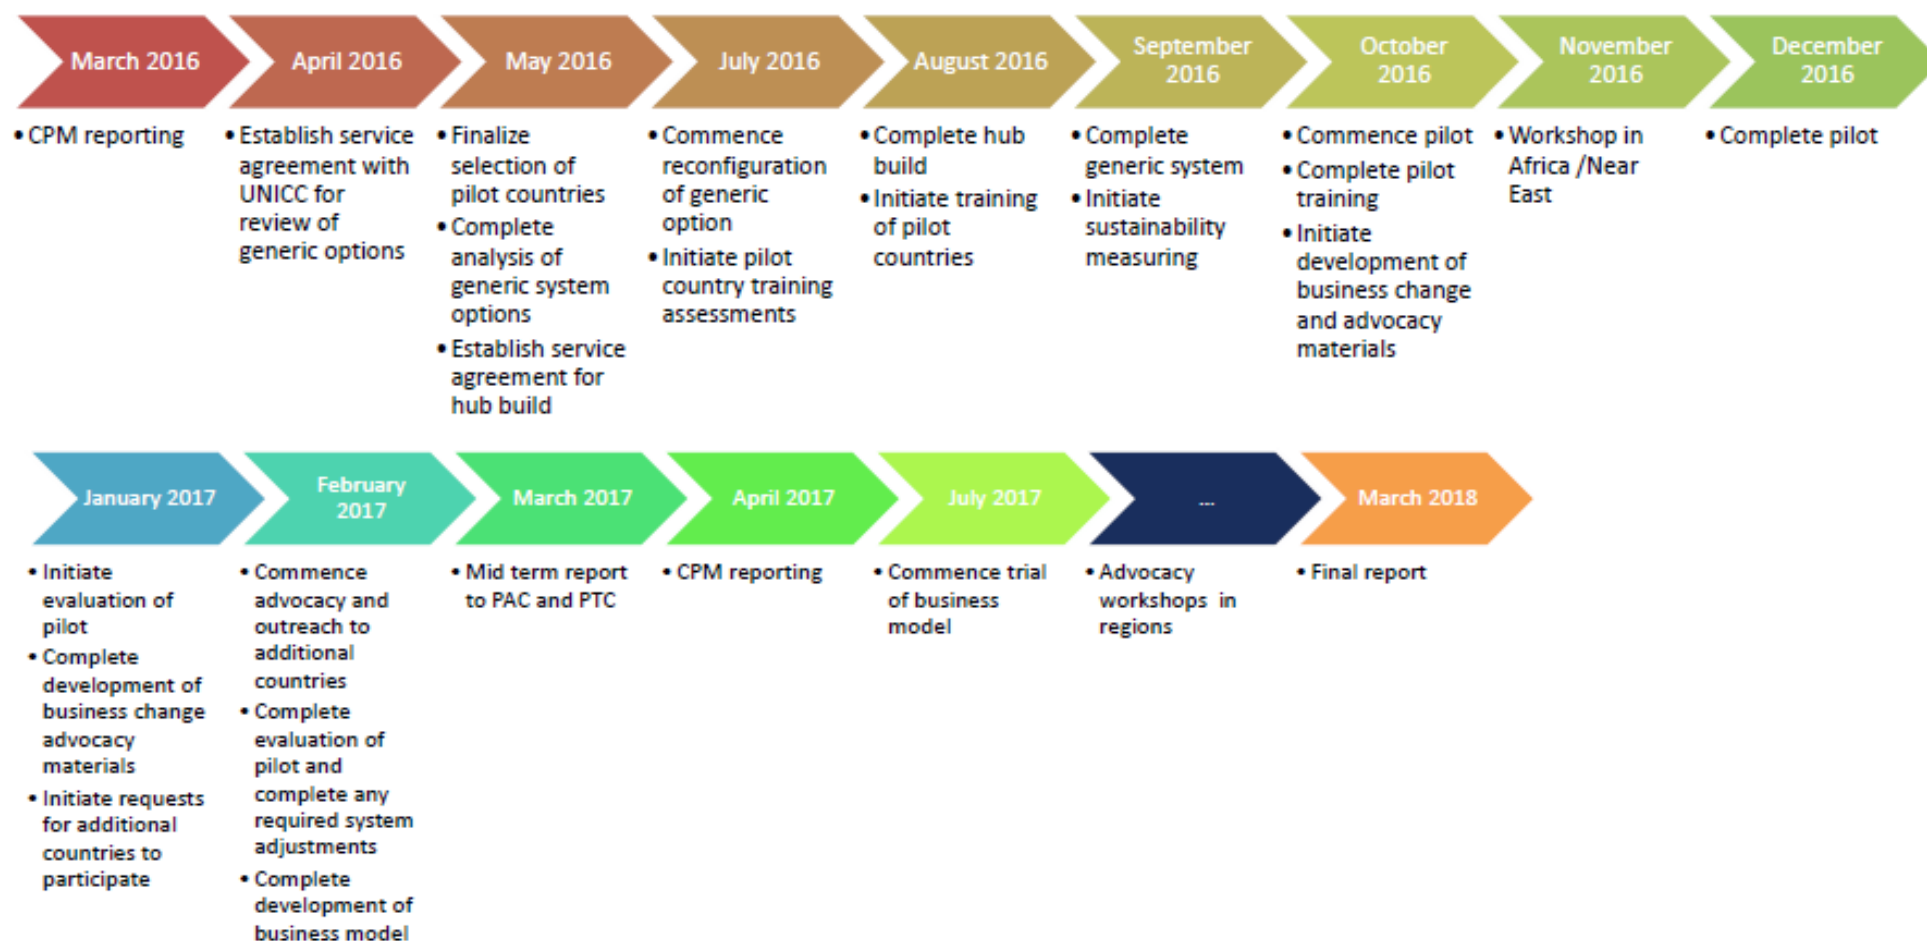 March 2016
April 2016
May 2016
July 2016
August 2016
September
2016
October
2016
November
2016
December
2016
• CPM reporting
• Establish service
agreement with
UNICC for
review of
generic options
• Finalize
selection of
pilot countries
• Complete
analysis of
generic system
options
• Establish service
agreement for
hub build
• Commence
reconfiguration
of generic
option
• Initiate pilot
country training
assessments
• Complete hub
build
• Initiate training
of pilot
countries
• Complete
generic system
• Initiate
sustainability
measuring
• Commence pilot
• Complete pilot
training
• Initiate
development of
business change
and advocacy
materials
• Workshop in
Africa /Near
East
• Complete pilot
January 2017
February
2017
March 2017
April 2017
July 2017
...
March 2018
• Initiate
evaluation of
pilot
• Complete
development of
business change
advocacy
materials
• Initiate requests
for additional
countries to
participate
• Commence
advocacy and
outreach to
additional
countries
• Complete
evaluation of
pilot and
complete any
required system
adjustments
• Complete
development of
business model
• Mid term report
to PAC and PTC
• CPM reporting
• Commence trial
of business
model
• Advocacy
workshops in
regions
• Final report